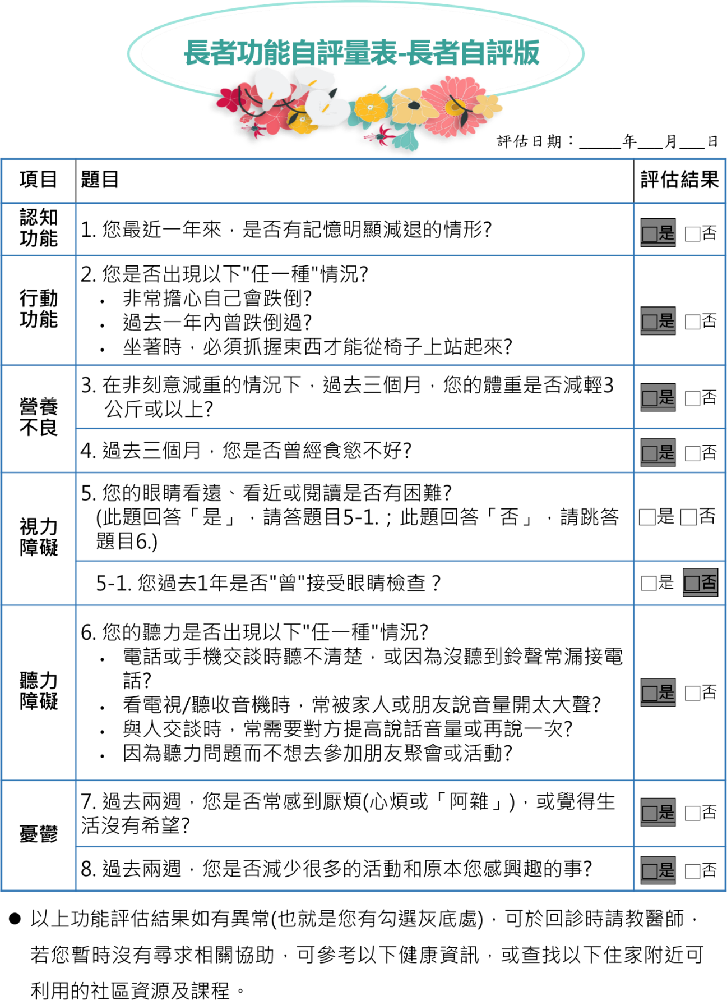 長者功能自評量表-長者自評版
評估日期：_____年___月___日
項目 題目 評估結果
認知
功能
1. 您最近一年來，是否有記憶明顯減退的情形?
□是 □否
行動
功能
2. 您是否出現以下"任一種"情況?
• 非常擔心自己會跌倒?
• 過去一年內曾跌倒過?
• 坐著時，必須抓握東西才能從椅子上站起來?
□是 □否
營養
不良
3. 在非刻意減重的情況下，過去三個月，您的體重是否減輕3
公斤或以上?
□是 □否
4. 過去三個月，您是否曾經食慾不好?
□是 □否
視力
障礙
5. 您的眼睛看遠、看近或閱讀是否有困難?
(此題回答「是」，請答題目5-1.；此題回答「否」，請跳答
題目6.)
□是 □否
5-1. 您過去1年是否"曾"接受眼睛檢查？
□是 □否
聽力
障礙
6. 您的聽力是否出現以下"任一種"情況?
• 電話或手機交談時聽不清楚，或因為沒聽到鈴聲常漏接電
話?
• 看電視/聽收音機時，常被家人或朋友說音量開太大聲?
• 與人交談時，常需要對方提高說話音量或再說一次?
• 因為聽力問題而不想去參加朋友聚會或活動?
□是 □否
憂鬱
7. 過去兩週，您是否常感到厭煩(心煩或「阿雜」)，或覺得生
活沒有希望?
□是 □否
8. 過去兩週，您是否減少很多的活動和原本您感興趣的事?
□是 □否
● 以上功能評估結果如有異常(也就是您有勾選灰底處)，可於回診時請教醫師，
若您暫時沒有尋求相關協助，可參考以下健康資訊，或查找以下住家附近可
利用的社區資源及課程。